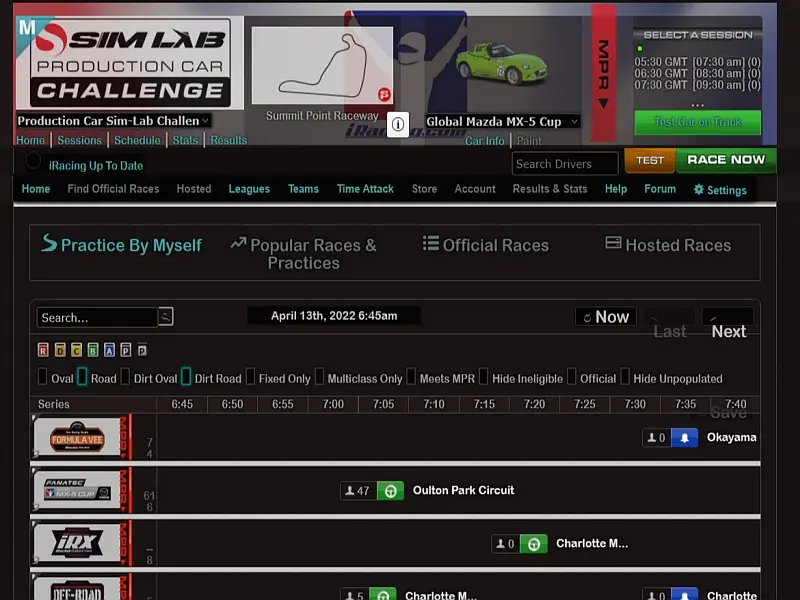 M
SIM LAB
PRODUCTION CAR
CHALLENGE
Production Car Sim-Lab Challen
Home Sessions Schedule Stats Results
Summit Point Raceway
Global Mazda MX-5 Cup
Car Info Paint
MPR
SELECT A SESSION
05:30 GMT [07:30 am] (0)
06:30 GMT [08:30 am] (0)
07:30 GMT [09:30 am] (0)
...
Test Car on Track
iRacing Up To Date
Search Drivers
TEST
RACE NOW
Home Find Official Races Hosted Leagues Teams Time Attack Store Account Results & Stats Help Forum Settings
Practice By Myself
Popular Races & Practices
Official Races
Hosted Races
Search...
April 13th, 2022 6:45am
Now
Last
Next
R D C B A P P
Oval Road Dirt Oval Dirt Road Fixed Only Multiclass Only Meets MPR Hide Ineligible Official Hide Unpopulated
Save
Series 6:45 6:50 6:55 7:00 7:05 7:10 7:15 7:20 7:25 7:30 7:35 7:40
FORMULA VEE
7
4
0 Okayama
FANATEC
MX-5 CUP
61
6
47 Oulton Park Circuit
iRX
--
8
0 Charlotte M...
OFF-ROAD
5 Charlotte M...
0 Charlotte